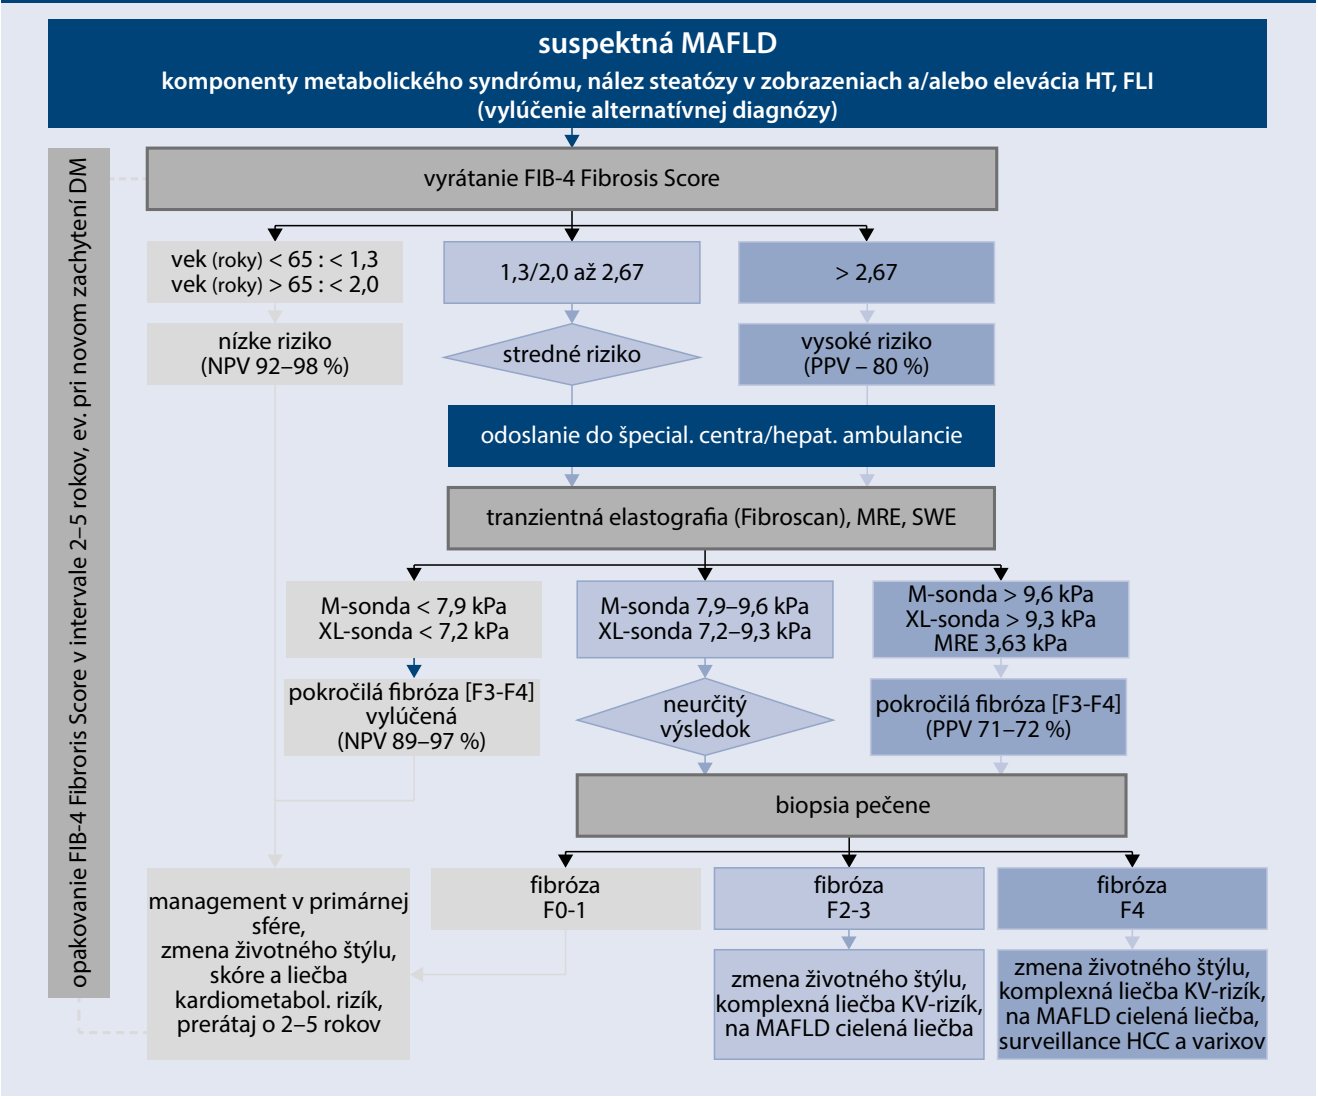 suspektná MAFLD
komponenty metabolického syndrómu, nález steatózy v zobrazeniach a/alebo elevácia HT, FLI
(vylúčenie alternatívnej diagnózy)
opakovanie FIB-4 Fibroris Score v intervale 2–5 rokov, ev. pri novom zachytení DM
vyrátanie FIB-4 Fibrosis Score
vek (roky) < 65 : < 1,3
vek (roky) > 65 : < 2,0
1,3/2,0 až 2,67
> 2,67
nízke riziko
(NPV 92–98 %)
stredné riziko
vysoké riziko
(PPV – 80 %)
odoslanie do špecial. centra/hepat. ambulancie
tranzientná elastografia (Fibroscan), MRE, SWE
M-sonda < 7,9 kPa
XL-sonda < 7,2 kPa
M-sonda 7,9–9,6 kPa
XL-sonda 7,2–9,3 kPa
M-sonda > 9,6 kPa
XL-sonda > 9,3 kPa
MRE 3,63 kPa
pokročilá fibróza [F3-F4]
vylúčená
(NPV 89–97 %)
neurčitý
výsledok
pokročilá fibróza [F3-F4]
(PPV 71–72 %)
biopsia pečene
management v primárnej
sfére,
zmena životného štýlu,
skóre a liečba
kardiometabol. rizík,
prerátaj o 2–5 rokov
fibróza
F0-1
fibróza
F2-3
fibróza
F4
zmena životného štýlu,
komplexná liečba KV-rizík,
na MAFLD cielená liečba
zmena životného štýlu,
komplexná liečba KV-rizík,
na MAFLD cielená liečba,
surveillance HCC a varixov